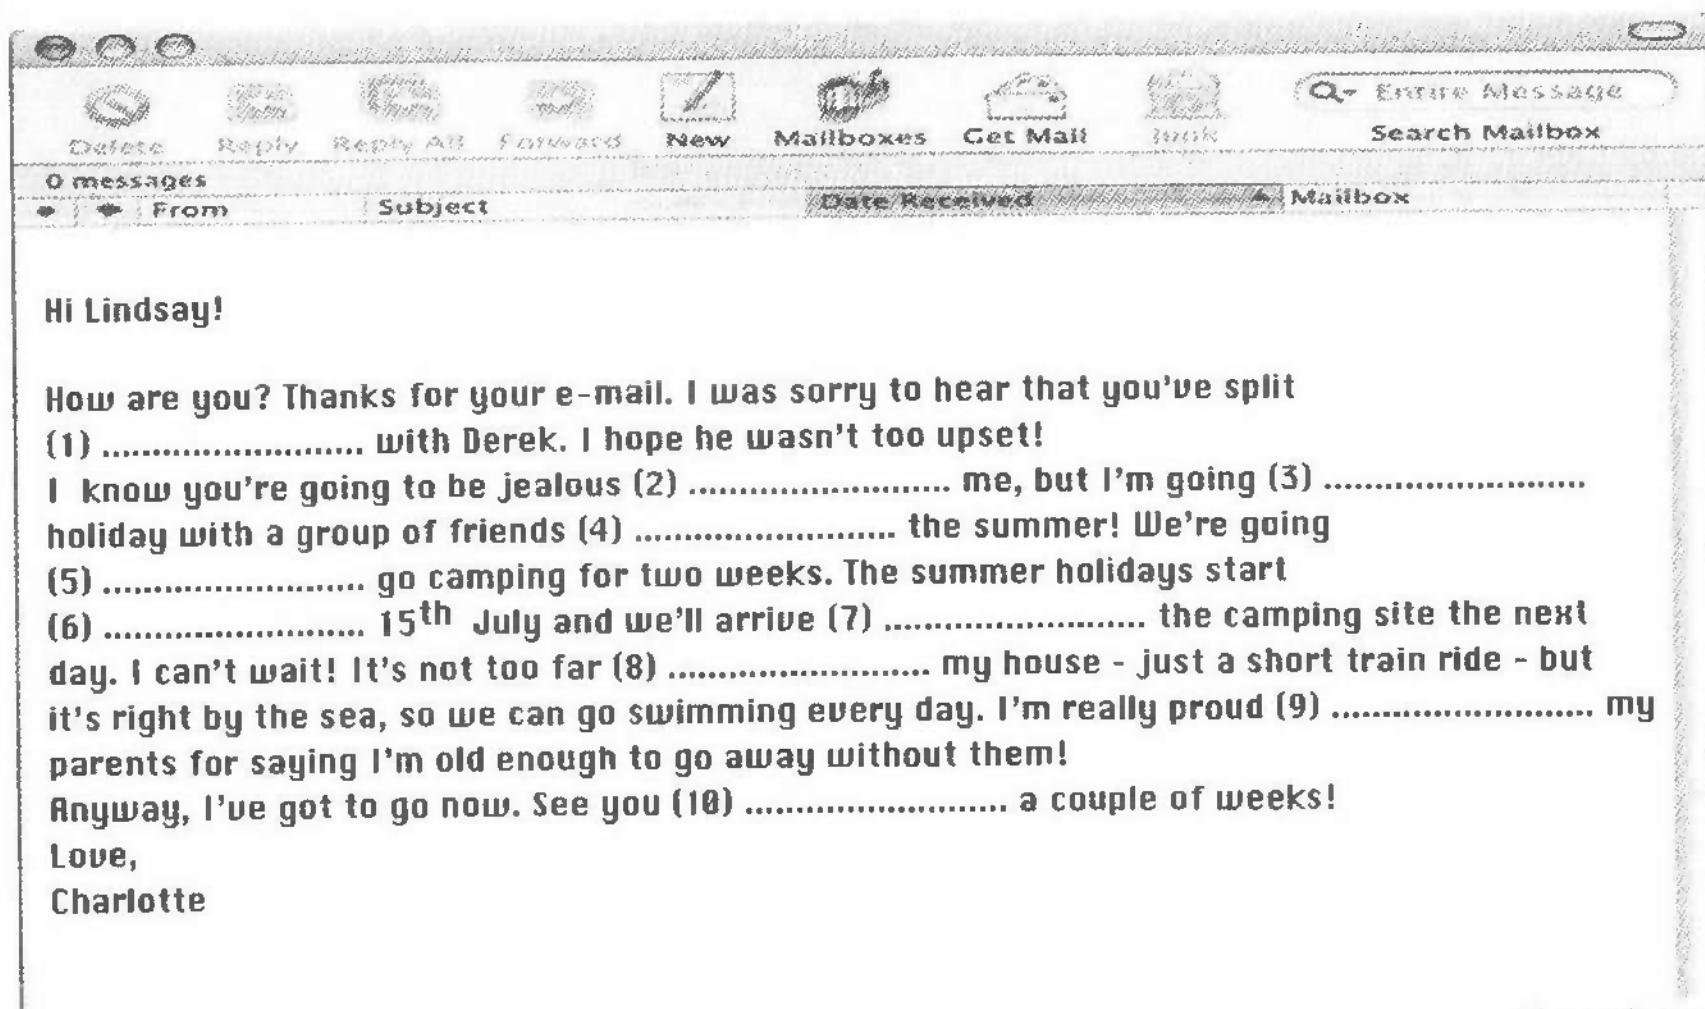 Delete Reply Reply All Forward New Mailboxes Get Mail Junk Entire Message
Search Mailbox
0 messages
From Subject Date Received Mailbox
Hi Lindsay!
How are you? Thanks for your e-mail. I was sorry to hear that you've split
(1) .......................... with Derek. I hope he wasn't too upset!
I know you're going to be jealous (2) .......................... me, but I'm going (3) ..........................
holiday with a group of friends (4) .......................... the summer! We're going
(5) .......................... go camping for two weeks. The summer holidays start
(6) .......................... 15th July and we'll arrive (7) .......................... the camping site the next
day. I can't wait! It's not too far (8) .......................... my house - just a short train ride - but
it's right by the sea, so we can go swimming every day. I'm really proud (9) .......................... my
parents for saying I'm old enough to go away without them!
Anyway, I've got to go now. See you (10) .......................... a couple of weeks!
Love,
Charlotte